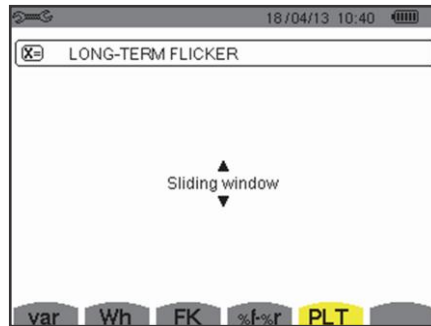 18/04/13 10:40
X= LONG-TERM FLICKER
Sliding window
var Wh FK %f-%r PLT